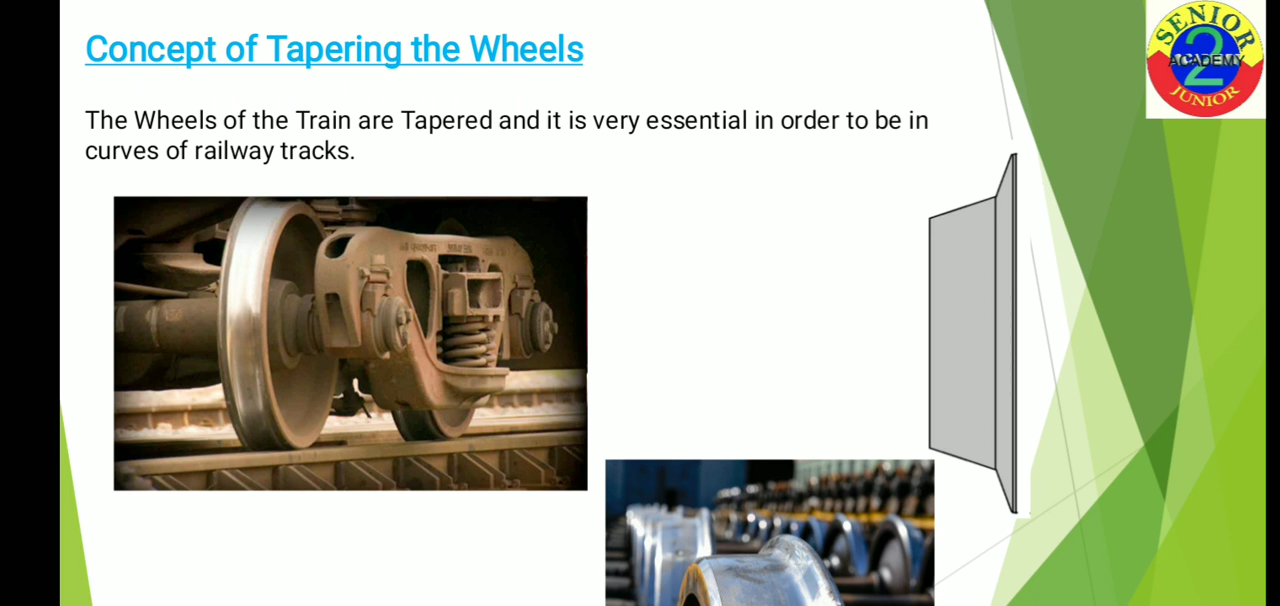 Concept of Tapering the Wheels
The Wheels of the Train are Tapered and it is very essential in order to be in
curves of railway tracks.
SENIOR
2
ACADEMY
JUNIOR